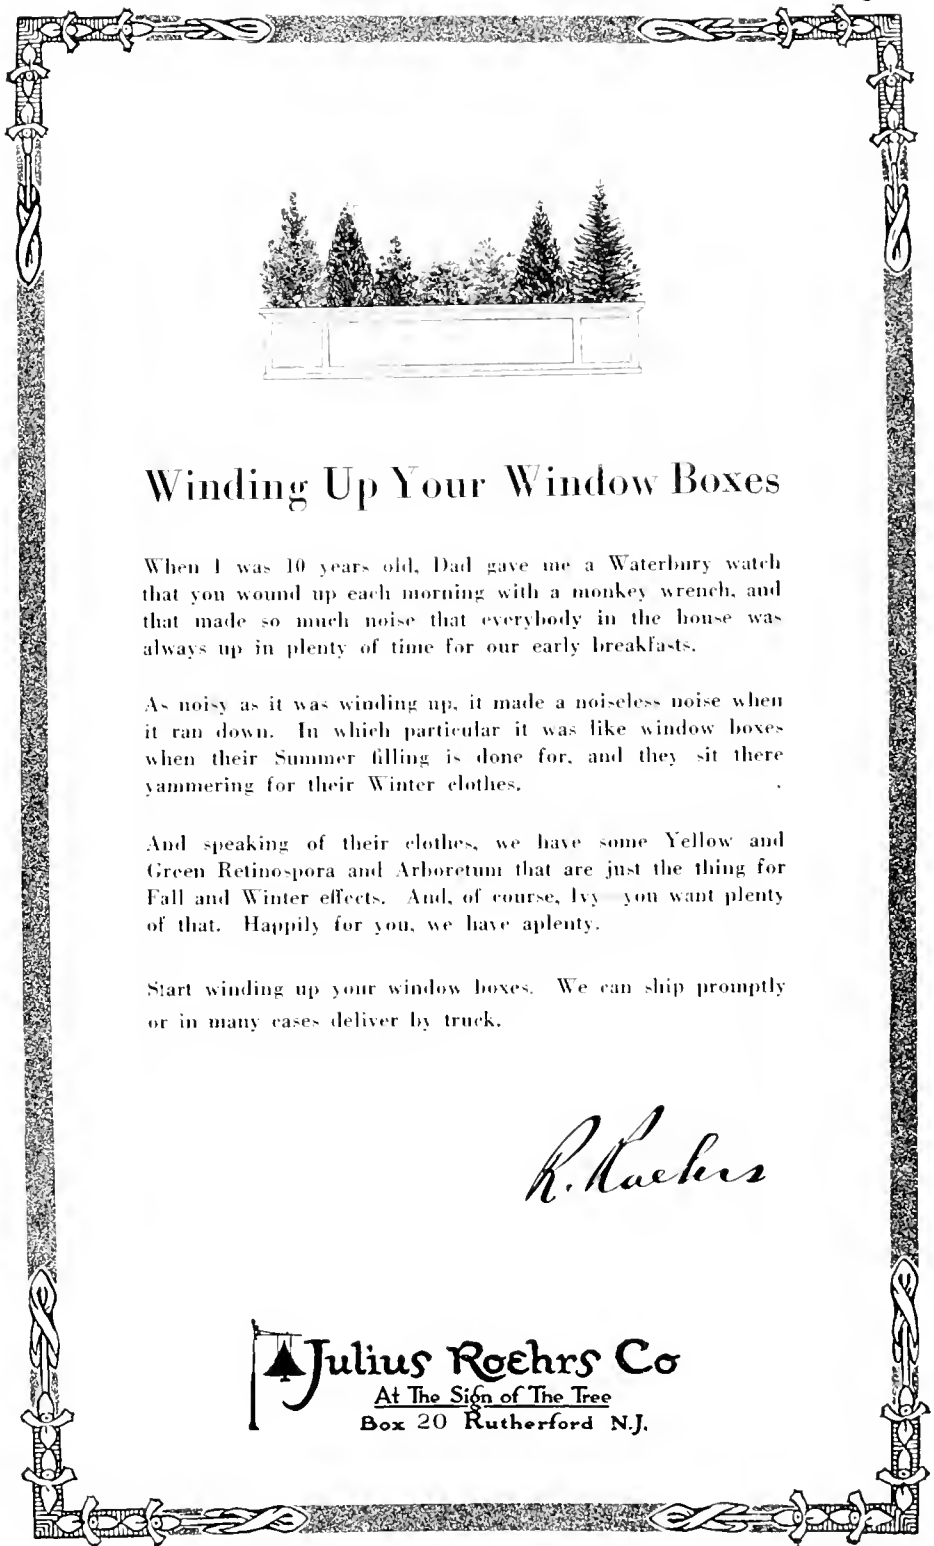 Winding Up Your Window Boxes
When I was 10 years old, Dad gave me a Waterbury watch
that you wound up each morning with a monkey wrench, and
that made so much noise that everybody in the house was
always up in plenty of time for our early breakfasts.
As noisy as it was winding up, it made a noiseless noise when
it ran down. In which particular it was like window boxes
when their Summer filling is done for, and they sit there
yammering for their Winter clothes.
And speaking of their clothes, we have some Yellow and
Green Retinospora and Arboretum that are just the thing for
Fall and Winter effects. And, of course, Ivy—you want plenty
of that. Happily for you, we have aplenty.
Start winding up your window boxes. We can ship promptly
or in many cases deliver by truck.
R. Roehrs
Julius Roehrs Co
At The Sign of The Tree
Box 20 Rutherford N.J.